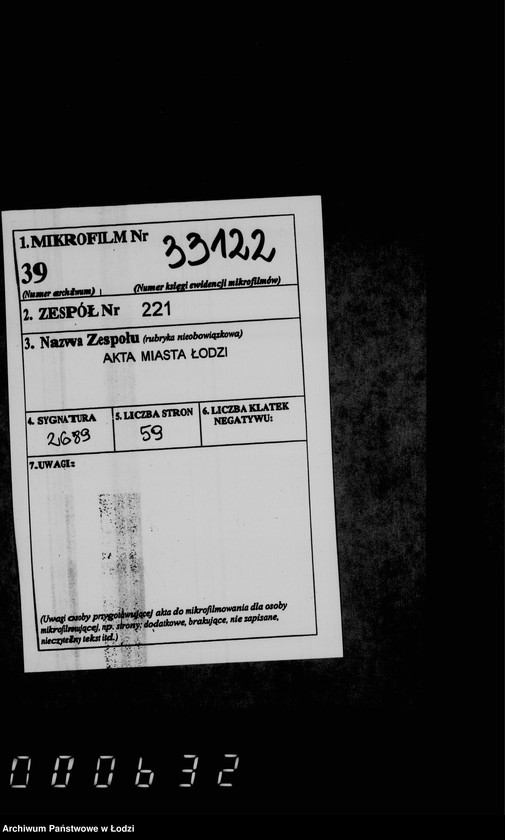 1. MIKROFILM Nr 33122
39
(Numer archiwum) (Numer księgi ewidencji mikrofilmów)
2. ZESPÓŁ Nr 221
3. Nazwa Zespołu (rubryka nieobowiązkowa)
AKTA MIASTA ŁODZI
4. SYGNATURA 5. LICZBA STRON 6. LICZBA KLATEK
NEGATYWU:
2689 59
7. UWAGI:
(Uwagi osoby przygotowującej akta do mikrofilmowania dla osoby
mikrofilmującej, np. strony: dodatkowe, brakujące, nie zapisane,
nieczytelny tekst itd.)
000632
Archiwum Państwowe w Łodzi